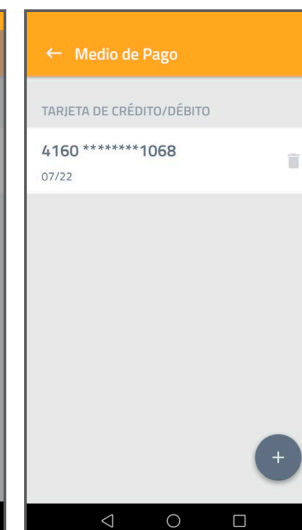 ← Medio de Pago
TARJETA DE CRÉDITO/DÉBITO
4160 ********1068
07/22
+